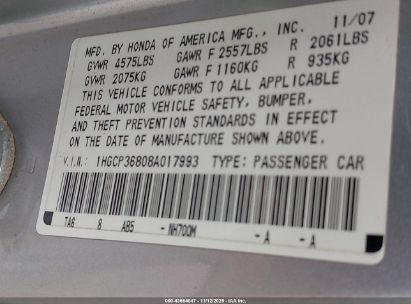 MFD. BY HONDA OF AMERICA MFG., INC. 11/07
GVWR 4575LBS GAWR F 2557LBS R 2061LBS
GVWR 2075KG GAWR F 1160KG R 935KG
THIS VEHICLE CONFORMS TO ALL APPLICABLE
FEDERAL MOTOR VEHICLE SAFETY, BUMPER,
AND THEFT PREVENTION STANDARDS IN EFFECT
ON THE DATE OF MANUFACTURE SHOWN ABOVE.
V.I.N: 1HGCP36808A017993 TYPE: PASSENGER CAR
TA6 8 AB5 - NH700M -A -A